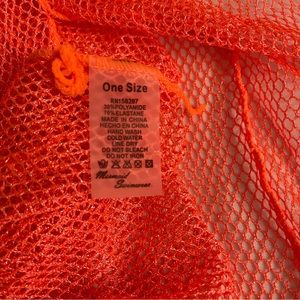 One Size
RN158297
30%POLYAMIDE
70%ELASTANE
MADE IN CHINA
HECHO EN CHINA
HAND WASH
COLD WATER
LINE DRY
DO NOT BLEACH
DO NOT IRON
Mermaid
Swimwear